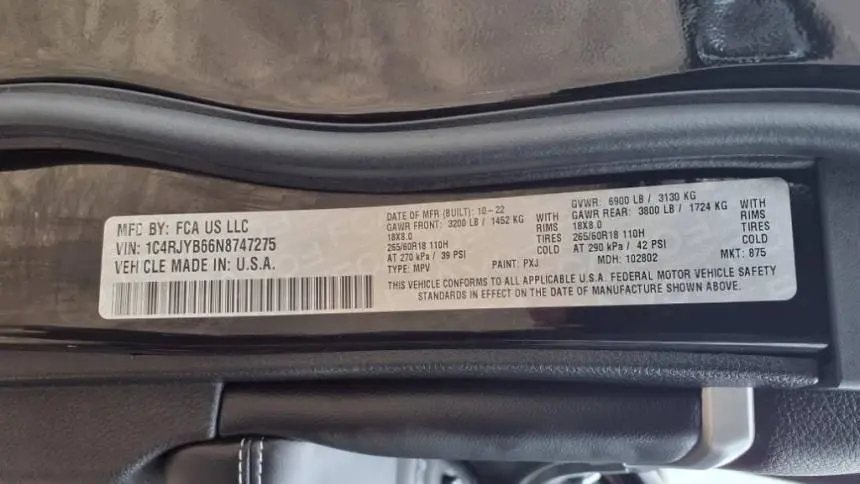 MFD BY: FCA US LLC
VIN: 1C4RJYB66N8747275
VEHICLE MADE IN: U.S.A.
DATE OF MFR (BUILT): 10-22
GAWR FRONT: 3200 LB / 1452 KG WITH
18X8.0 RIMS
265/60R18 110H TIRES
AT 270 kPa / 39 PSI COLD
TYPE: MPV PAINT: PXJ
GVWR: 6900 LB / 3130 KG
GAWR REAR: 3800 LB / 1724 KG WITH
18X8.0 RIMS
265/60R18 110H TIRES
AT 290 kPa / 42 PSI COLD
MDH: 102802 MKT: 875
THIS VEHICLE CONFORMS TO ALL APPLICABLE U.S.A. FEDERAL MOTOR VEHICLE SAFETY
STANDARDS IN EFFECT ON THE DATE OF MANUFACTURE SHOWN ABOVE.